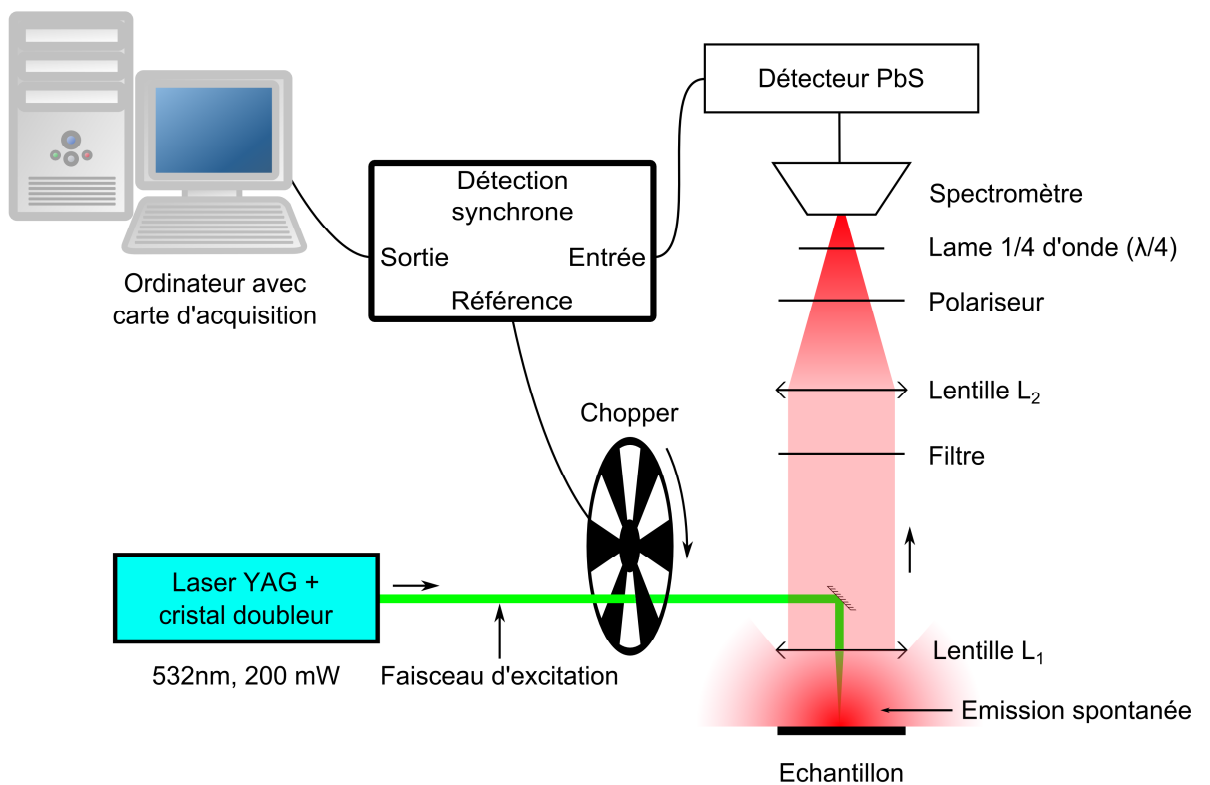 Détecteur PbS
Détection
synchrone
Sortie
Entrée
Référence
Ordinateur avec
carte d'acquisition
Spectromètre
Lame 1/4 d'onde (λ/4)
Polariseur
Lentille L₂
Chopper
Filtre
Laser YAG +
cristal doubleur
532nm, 200 mW
Faisceau d'excitation
Lentille L₁
Emission spontanée
Echantillon